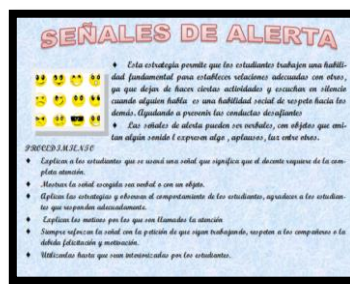 SEÑALES DE ALERTA
♦ Esta estrategia permite que los estudiantes trabajen una habili-
dad fundamental para establecer relaciones adecuadas con otros,
ya que dejan de hacer ciertas actividades y escuchan en silencio
cuando alguien habla es una habilidad social de respeto hacia los
demás. Ayudando a prevenir las conductas desafiantes
♦ Las señales de alerta pueden ser verbales, con objetos que emi-
tan algún sonido l expresen algo , aplausos, luz entre otros.
PROCEDIMIENTO
♦ Explican a los estudiantes que se usará una señal que significa que el docente requiere de la com-
pleta atención.
♦ Mostrar la señal escogida sea verbal o con un objeto.
♦ Aplican las estrategias y observan el comportamiento de los estudiantes, agradecer a los estudian-
tes que responden adecuadamente.
♦ Explican los motivos por los que son llamados la atención
♦ Siempre refuerzan la señal con la petición de que sigan trabajando, respeten a los compañeros o la
debida felicitación y motivación.
♦ Utilizarlas hasta que sean interiorizadas por los estudiantes.